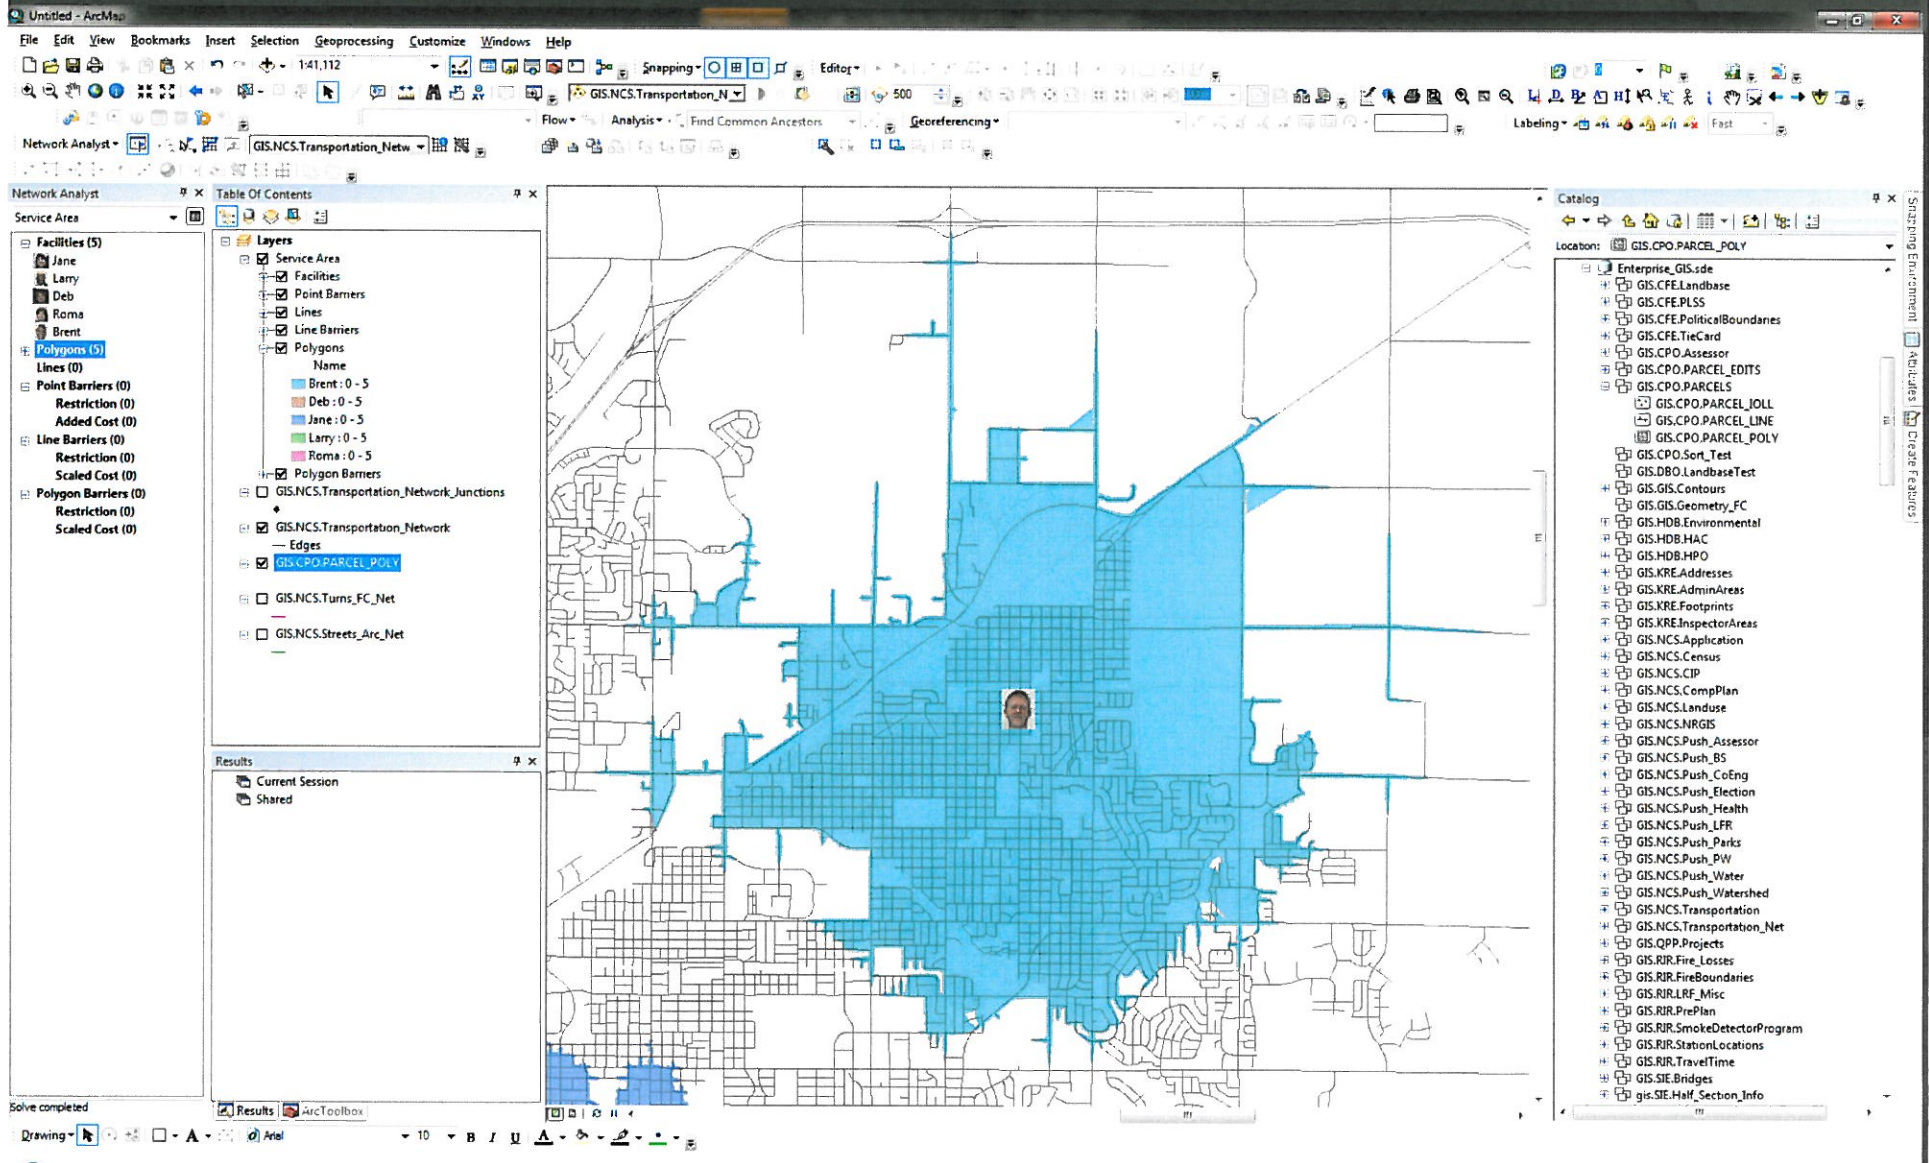 Untitled - ArcMap
File Edit View Bookmarks Insert Selection Geoprocessing Customize Windows Help
1:41,112
Snapping
Editor
GIS.NCS.Transportation_N
500
Flow
Analysis
Find Common Ancestors
Georeferencing
Labeling
Fast
Network Analyst
GIS.NCS.Transportation_Netw
Network Analyst
Service Area
Facilities (5)
Jane
Larry
Deb
Roma
Brent
Polygons (5)
Lines (0)
Point Barriers (0)
Restriction (0)
Added Cost (0)
Line Barriers (0)
Restriction (0)
Scaled Cost (0)
Polygon Barriers (0)
Restriction (0)
Scaled Cost (0)
Solve completed
Table Of Contents
Layers
Service Area
Facilities
Point Barriers
Lines
Line Barriers
Polygons
Name
Brent : 0 - 5
Deb : 0 - 5
Jane : 0 - 5
Larry : 0 - 5
Roma : 0 - 5
Polygon Barriers
GIS.NCS.Transportation_Network_Junctions
GIS.NCS.Transportation_Network
Edges
GIS.CPO.PARCEL_POLY
GIS.NCS.Turns_FC_Net
GIS.NCS.Streets_Arc_Net
Results
Current Session
Shared
Results ArcToolbox
Catalog
Location: GIS.CPO.PARCEL_POLY
Enterprise_GIS.sde
GIS.CFE.Landbase
GIS.CFE.PLSS
GIS.CFE.PoliticalBoundaries
GIS.CFE.TieCard
GIS.CPO.Assessor
GIS.CPO.PARCEL_EDITS
GIS.CPO.PARCELS
GIS.CPO.PARCEL_JOLL
GIS.CPO.PARCEL_LINE
GIS.CPO.PARCEL_POLY
GIS.CPO.Sort_Test
GIS.DBO.LandbaseTest
GIS.GIS.Contours
GIS.GIS.Geometry_FC
GIS.HDB.Environmental
GIS.HDB.HAC
GIS.HDB.HPO
GIS.KRE.Addresses
GIS.KRE.AdminAreas
GIS.KRE.Footprints
GIS.KRE.InspectorAreas
GIS.NCS.Application
GIS.NCS.Census
GIS.NCS.CIP
GIS.NCS.CompPlan
GIS.NCS.Landuse
GIS.NCS.NRGIS
GIS.NCS.Push_Assessor
GIS.NCS.Push_BS
GIS.NCS.Push_CoEng
GIS.NCS.Push_Election
GIS.NCS.Push_Health
GIS.NCS.Push_LFR
GIS.NCS.Push_Parks
GIS.NCS.Push_PW
GIS.NCS.Push_Water
GIS.NCS.Push_Watershed
GIS.NCS.Transportation
GIS.NCS.Transportation_Net
GIS.QPP.Projects
GIS.RIR.Fire_Losses
GIS.RIR.FireBoundaries
GIS.RIR.LRF_Misc
GIS.RIR.PrePlan
GIS.RIR.SmokeDetectorProgram
GIS.RIR.StationLocations
GIS.RIR.TravelTime
GIS.SIE.Bridges
gis.SIE.Half_Section_Info
Snapping Environment
Attributes
Create Features
Drawing
A
Arial
10
B I U A